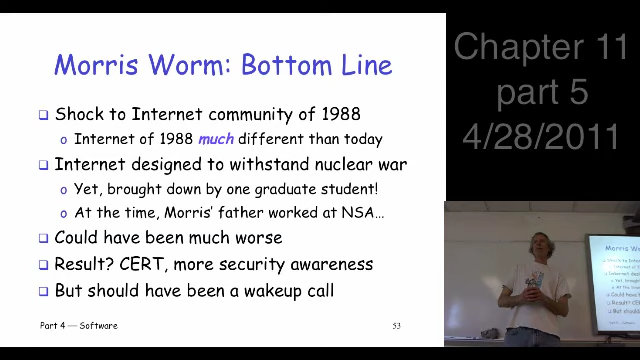 Morris Worm: Bottom Line
Shock to Internet community of 1988
Internet of 1988 much different than today
Internet designed to withstand nuclear war
Yet, brought down by one graduate student!
At the time, Morris' father worked at NSA…
Could have been much worse
Result? CERT, more security awareness
But should have been a wakeup call
Part 4 — Software
53
Chapter 11
part 5
4/28/2011
Morris Wo